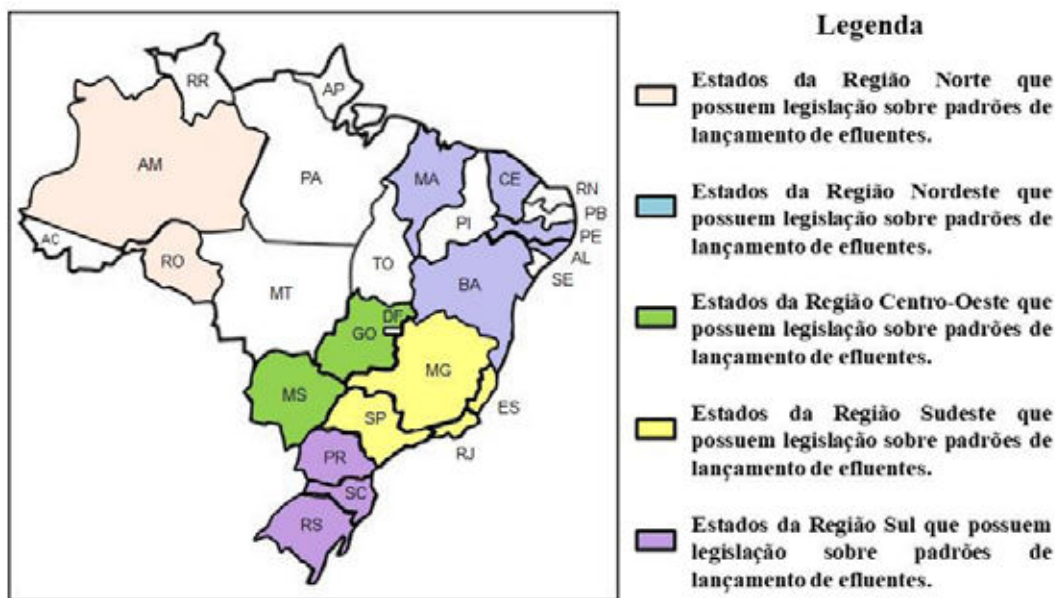 RR
AP
AM
PA
MA
CE
RN
PB
PE
AL
SE
PI
AC
RO
TO
BA
MT
DF
GO
MG
MS
ES
SP
RJ
PR
SC
RS
Legenda
Estados da Região Norte que
possuem legislação sobre padrões de
lançamento de efluentes.
Estados da Região Nordeste que
possuem legislação sobre padrões de
lançamento de efluentes.
Estados da Região Centro-Oeste que
possuem legislação sobre padrões de
lançamento de efluentes.
Estados da Região Sudeste que
possuem legislação sobre padrões de
lançamento de efluentes.
Estados da Região Sul que possuem
legislação sobre padrões de
lançamento de efluentes.